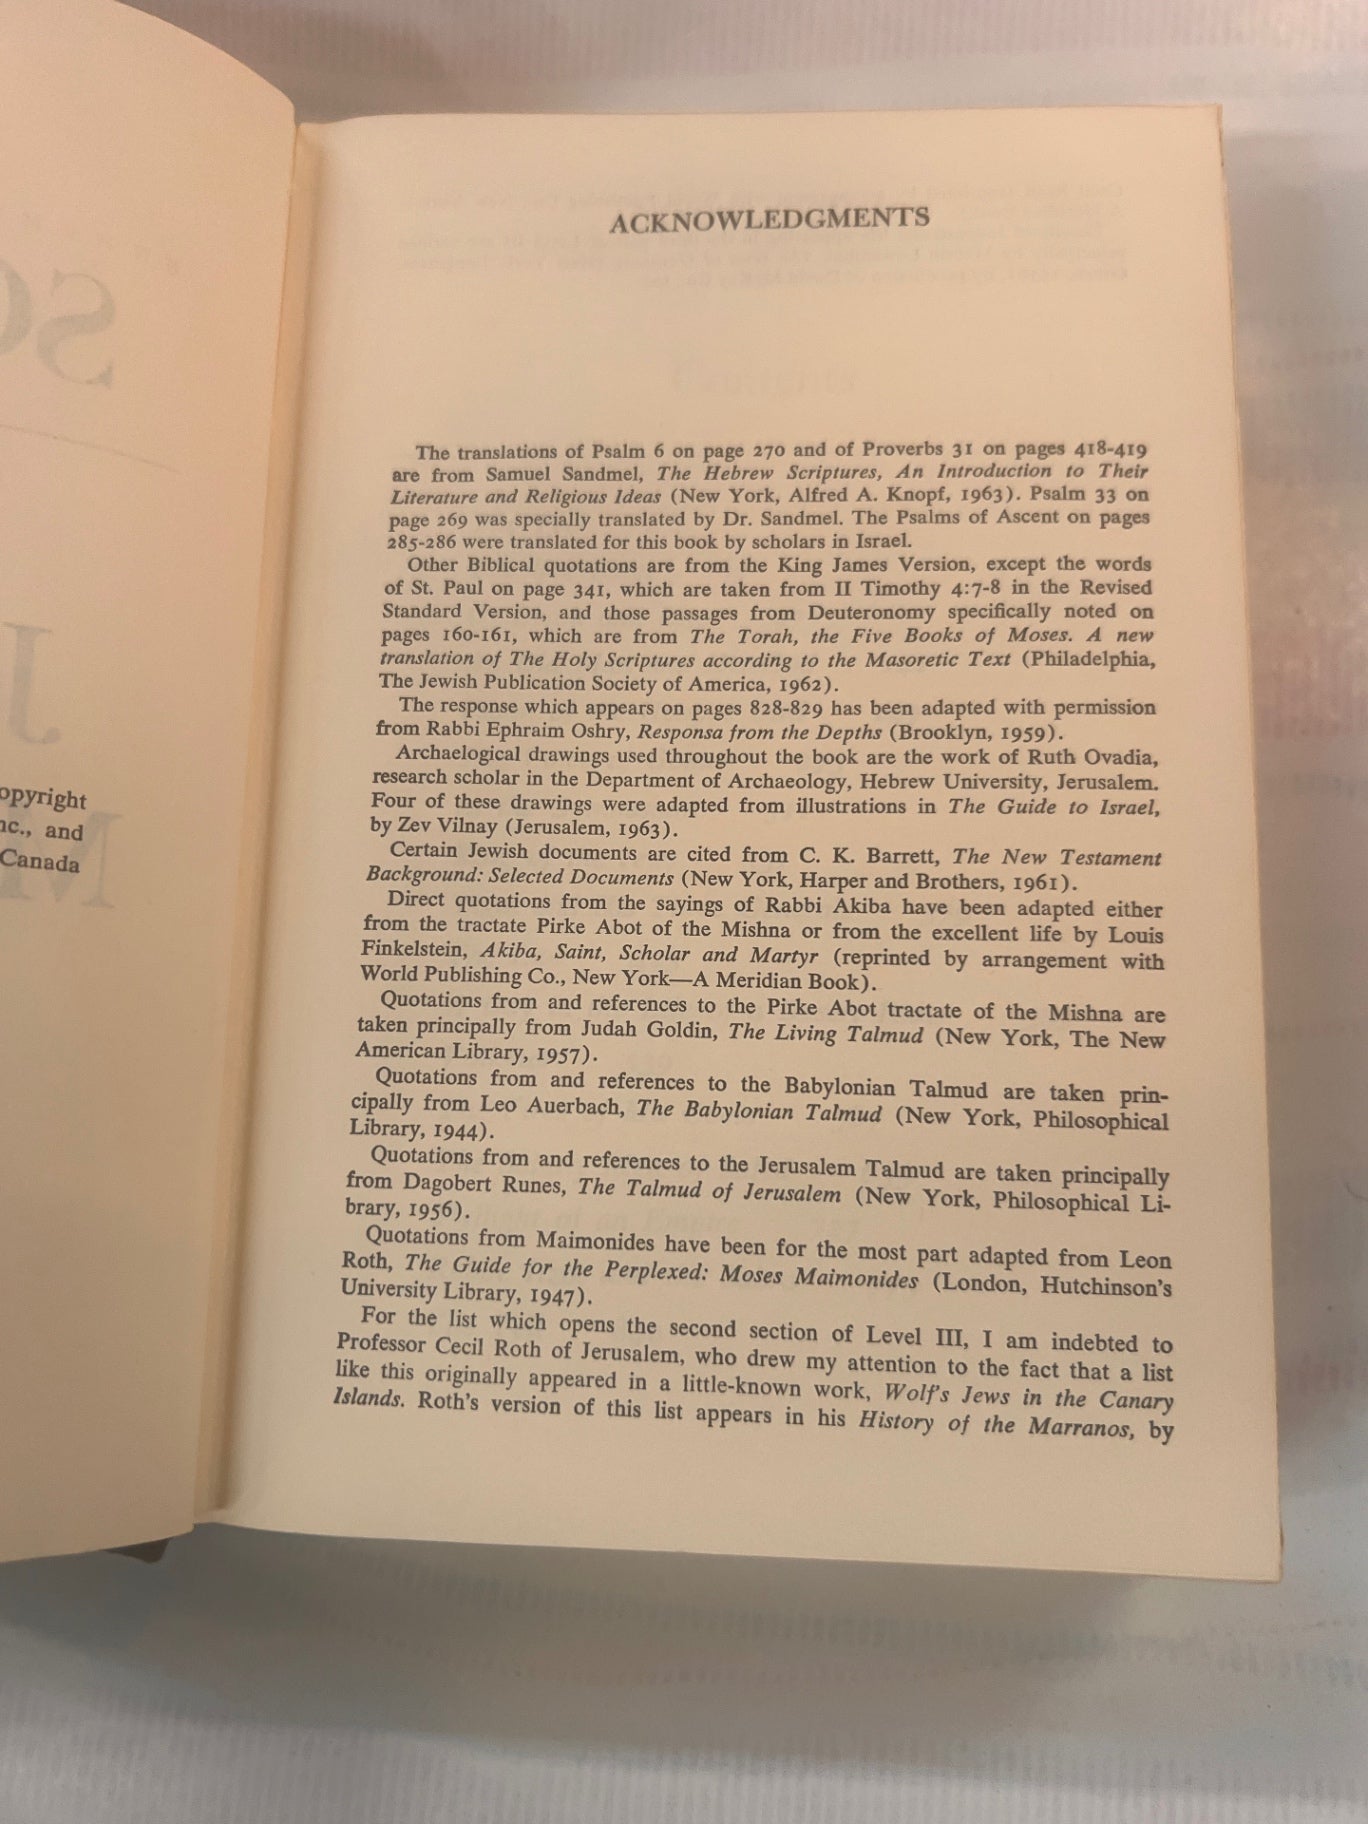 opyright
nc., and
Canada
ACKNOWLEDGMENTS
The translations of Psalm 6 on page 270 and of Proverbs 31 on pages 418-419
are from Samuel Sandmel, The Hebrew Scriptures, An Introduction to Their
Literature and Religious Ideas (New York, Alfred A. Knopf, 1963). Psalm 33 on
page 269 was specially translated by Dr. Sandmel. The Psalms of Ascent on pages
285-286 were translated for this book by scholars in Israel.
Other Biblical quotations are from the King James Version, except the words
of St. Paul on page 341, which are taken from II Timothy 4:7-8 in the Revised
Standard Version, and those passages from Deuteronomy specifically noted on
pages 160-161, which are from The Torah, the Five Books of Moses. A new
translation of The Holy Scriptures according to the Masoretic Text (Philadelphia,
The Jewish Publication Society of America, 1962).
The response which appears on pages 828-829 has been adapted with permission
from Rabbi Ephraim Oshry, Responsa from the Depths (Brooklyn, 1959).
Archaelogical drawings used throughout the book are the work of Ruth Ovadia,
research scholar in the Department of Archaeology, Hebrew University, Jerusalem.
Four of these drawings were adapted from illustrations in The Guide to Israel,
by Zev Vilnay (Jerusalem, 1963).
Certain Jewish documents are cited from C. K. Barrett, The New Testament
Background: Selected Documents (New York, Harper and Brothers, 1961).
Direct quotations from the sayings of Rabbi Akiba have been adapted either
from the tractate Pirke Abot of the Mishna or from the excellent life by Louis
Finkelstein, Akiba, Saint, Scholar and Martyr (reprinted by arrangement with
World Publishing Co., New York—A Meridian Book).
Quotations from and references to the Pirke Abot tractate of the Mishna are
taken principally from Judah Goldin, The Living Talmud (New York, The New
American Library, 1957).
Quotations from and references to the Babylonian Talmud are taken prin-
cipally from Leo Auerbach, The Babylonian Talmud (New York, Philosophical
Library, 1944).
Quotations from and references to the Jerusalem Talmud are taken principally
from Dagobert Runes, The Talmud of Jerusalem (New York, Philosophical Li-
brary, 1956).
Quotations from Maimonides have been for the most part adapted from Leon
Roth, The Guide for the Perplexed: Moses Maimonides (London, Hutchinson's
University Library, 1947).
For the list which opens the second section of Level III, I am indebted to
Professor Cecil Roth of Jerusalem, who drew my attention to the fact that a list
like this originally appeared in a little-known work, Wolf's Jews in the Canary
Islands. Roth's version of this list appears in his History of the Marranos, by